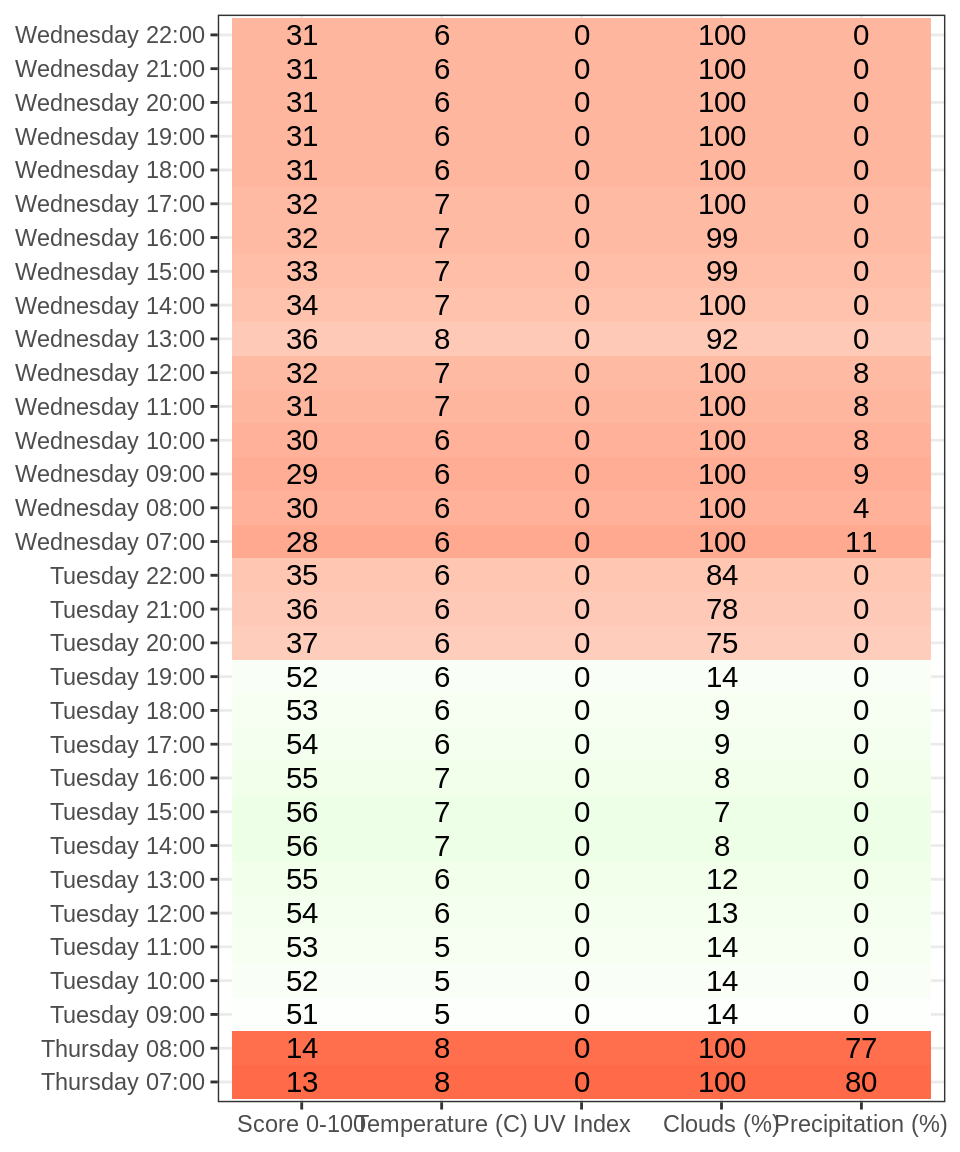 Wednesday 22:00 31 6 0 100 0
Wednesday 21:00 31 6 0 100 0
Wednesday 20:00 31 6 0 100 0
Wednesday 19:00 31 6 0 100 0
Wednesday 18:00 31 6 0 100 0
Wednesday 17:00 32 7 0 100 0
Wednesday 16:00 32 7 0 99 0
Wednesday 15:00 33 7 0 99 0
Wednesday 14:00 34 7 0 100 0
Wednesday 13:00 36 8 0 92 0
Wednesday 12:00 32 7 0 100 8
Wednesday 11:00 31 7 0 100 8
Wednesday 10:00 30 6 0 100 8
Wednesday 09:00 29 6 0 100 9
Wednesday 08:00 30 6 0 100 4
Wednesday 07:00 28 6 0 100 11
Tuesday 22:00 35 6 0 84 0
Tuesday 21:00 36 6 0 78 0
Tuesday 20:00 37 6 0 75 0
Tuesday 19:00 52 6 0 14 0
Tuesday 18:00 53 6 0 9 0
Tuesday 17:00 54 6 0 9 0
Tuesday 16:00 55 7 0 8 0
Tuesday 15:00 56 7 0 7 0
Tuesday 14:00 56 7 0 8 0
Tuesday 13:00 55 6 0 12 0
Tuesday 12:00 54 6 0 13 0
Tuesday 11:00 53 5 0 14 0
Tuesday 10:00 52 5 0 14 0
Tuesday 09:00 51 5 0 14 0
Thursday 08:00 14 8 0 100 77
Thursday 07:00 13 8 0 100 80
Score 0-100 Temperature (C) UV Index Clouds (%) Precipitation (%)